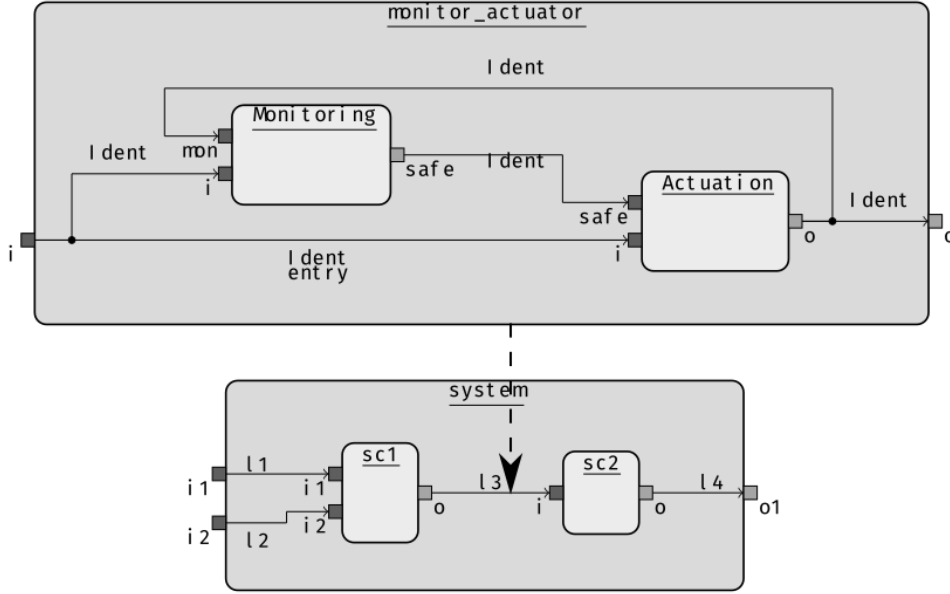 monitor_actuator
Ident
Monitoring
Ident
mon
safe
Ident
i
Actuation
safe
Ident
o
i
i
o
Ident
entry
system
l1
sc1
sc2
i1
i1
l3
l4
i2
i2
l2
o
i
o
o1